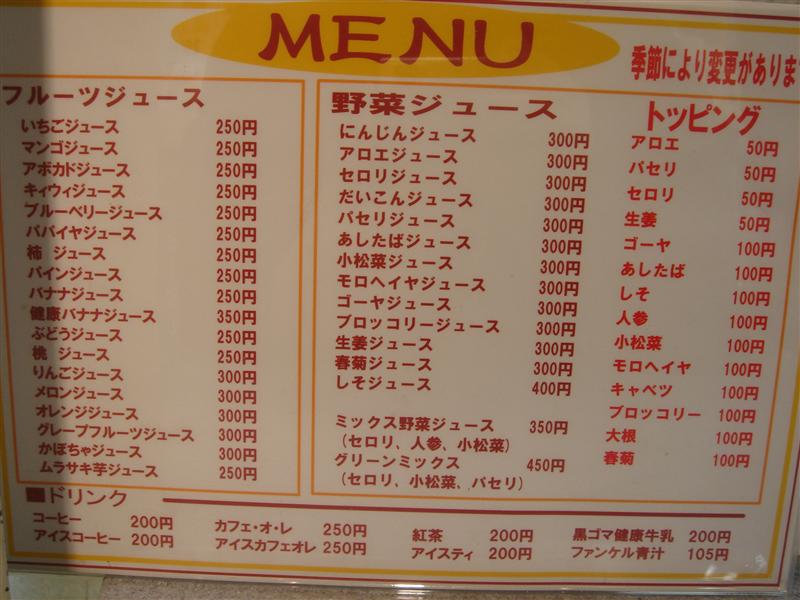 MENU
季節により変更がありま
フルーツジュース
いちごジュース 250円
マンゴジュース 250円
アボカドジュース 250円
キィウィジュース 250円
ブルーベリージュース 250円
パパイヤジュース 250円
柿 ジュース 250円
パインジュース 250円
バナナジュース 250円
健康バナナジュース 350円
ぶどうジュース 250円
桃 ジュース 250円
りんごジュース 300円
メロンジュース 300円
オレンジジュース 300円
グレープフルーツジュース 300円
かぼちゃジュース 300円
ムラサキ芋ジュース 250円
野菜ジュース
にんじんジュース 300円
アロエジュース 300円
セロリジュース 300円
だいこんジュース 300円
パセリジュース 300円
あしたばジュース 300円
小松菜ジュース 300円
モロヘイヤジュース 300円
ゴーヤジュース 300円
ブロッコリージュース 300円
生姜ジュース 300円
春菊ジュース 300円
しそジュース 400円
ミックス野菜ジュース 350円
(セロリ、人参、小松菜)
グリーンミックス 450円
(セロリ、小松菜、パセリ)
トッピング
アロエ 50円
パセリ 50円
セロリ 50円
生姜 50円
ゴーヤ 100円
あしたば 100円
しそ 100円
人参 100円
小松菜 100円
モロヘイヤ 100円
キャベツ 100円
ブロッコリー 100円
大根 100円
春菊 100円
■ドリンク
コーヒー 200円 カフェ・オ・レ 250円 紅茶 200円 黒ゴマ健康牛乳 200円
アイスコーヒー 200円 アイスカフェオレ 250円 アイスティ 200円 ファンケル青汁 105円